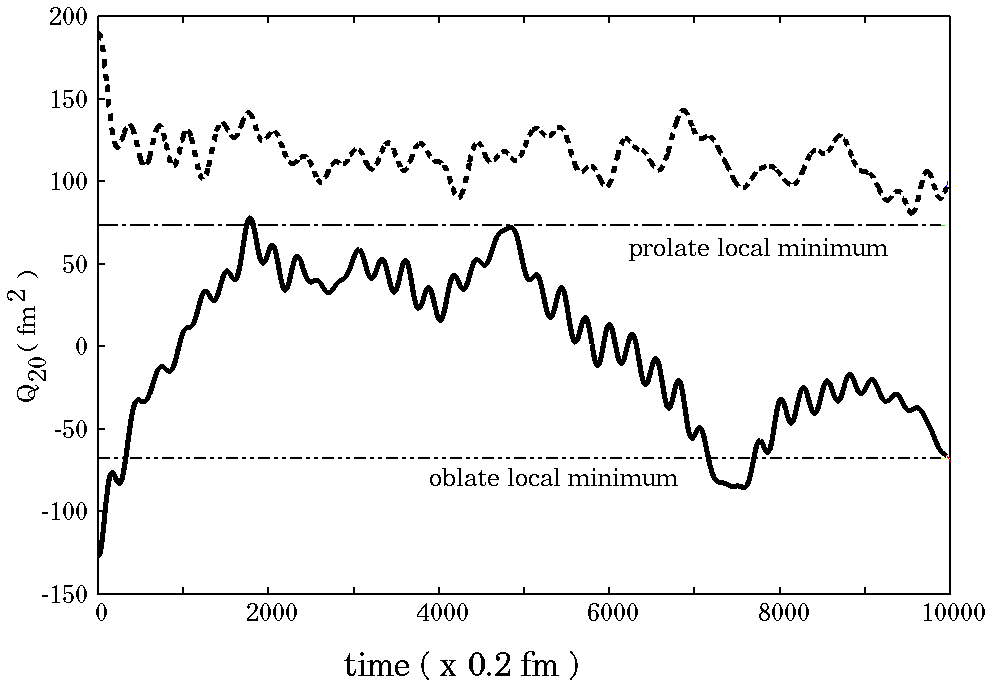 200
150
100
50
0
-50
-100
-150
Q20 ( fm2 )
prolate local minimum
oblate local minimum
0 2000 4000 6000 8000 10000
time ( x 0.2 fm )